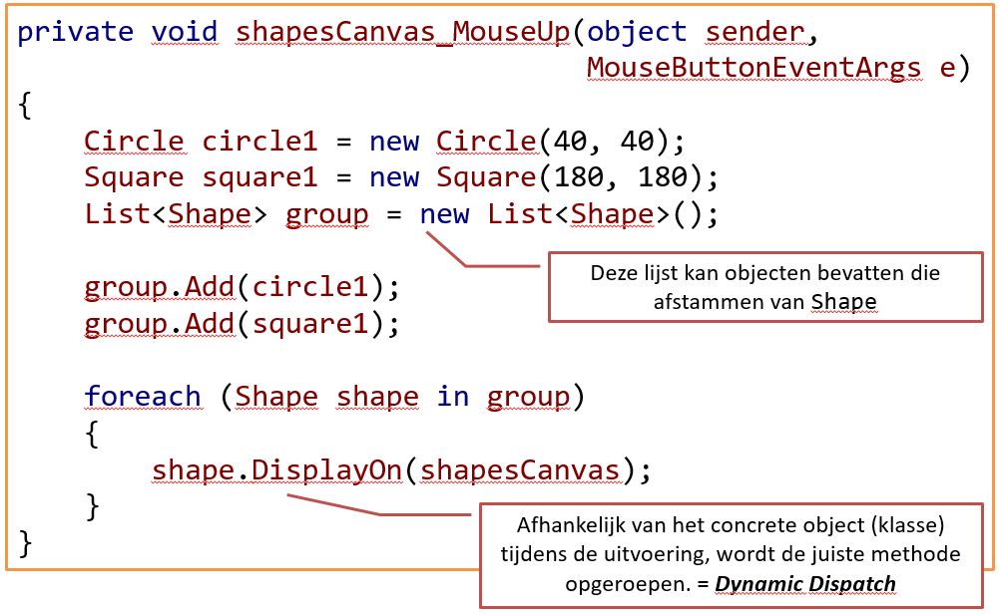 private void shapesCanvas_MouseUp(object sender,
MouseButtonEventArgs e)
{
Circle circle1 = new Circle(40, 40);
Square square1 = new Square(180, 180);
List<Shape> group = new List<Shape>();
Deze lijst kan objecten bevatten die
afstammen van Shape
group.Add(circle1);
group.Add(square1);
foreach (Shape shape in group)
{
shape.DisplayOn(shapesCanvas);
}
Afhankelijk van het concrete object (klasse)
tijdens de uitvoering, wordt de juiste methode
opgeroepen. = Dynamic Dispatch
}